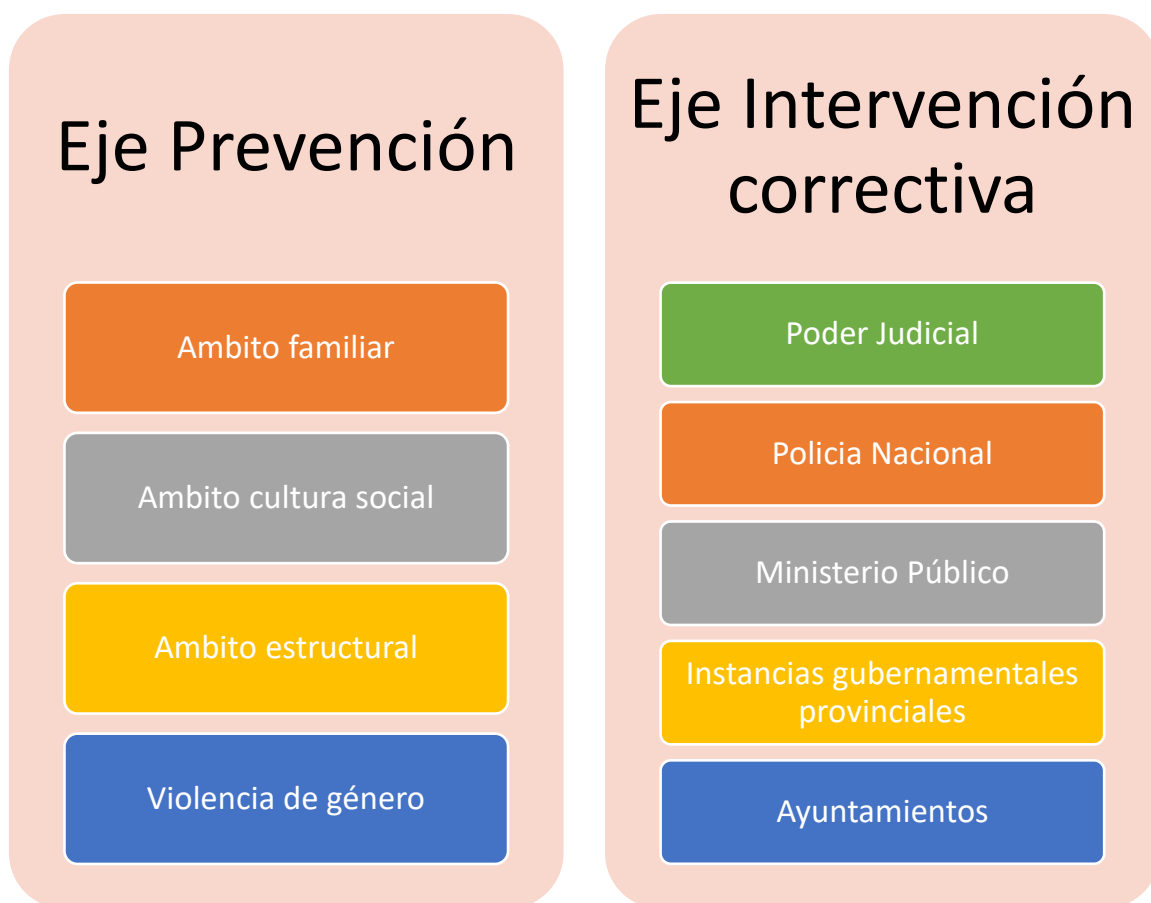 Eje Prevención
Ambito familiar
Ambito cultura social
Ambito estructural
Violencia de género
Eje Intervención
correctiva
Poder Judicial
Policia Nacional
Ministerio Público
Instancias gubernamentales
provinciales
Ayuntamientos